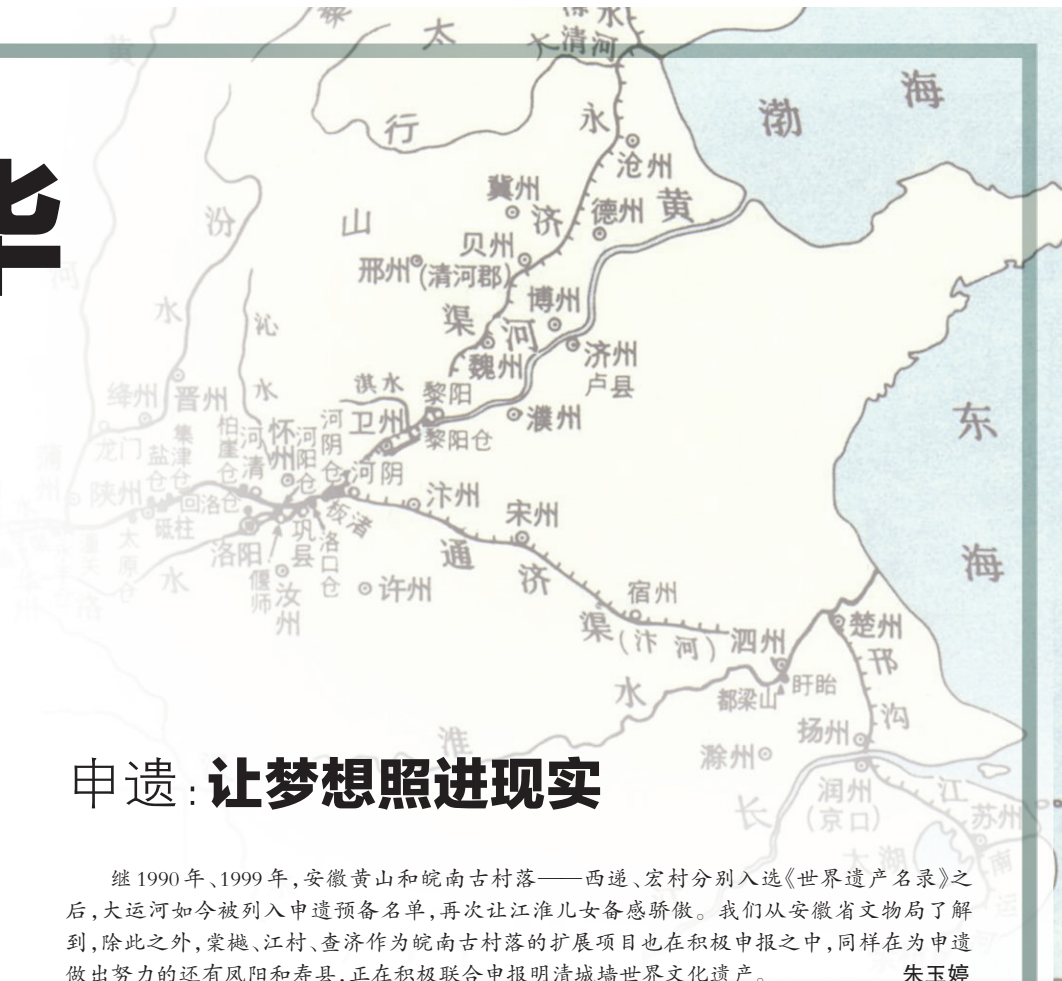 黄
太
行
山
大清河
永
沧州
渤
海
冀州
济
德州
黄
贝州
邢州
(清河郡)
博州
渠
河
济州
卢县
魏州
汾
水
沁
水
淇水
黎阳
卫州
黎阳仓
濮州
绛州
晋州
龙门
盐仓
集津仓
柏崖仓
河清
怀州
河阳仓
河阴仓
河阴
陕州
砥柱
回洛仓
太原仓
洛阳
偃师
巩县
洛口仓
板渚
汝州
许州
洛
水
汴州
宋州
通
济
渠
(汴河)
宿州
泗州
楚州
邗
沟
盱眙
都梁山
东
海
淮
水
滁州
扬州
润州
(京口)
长
江
苏州
太湖
南
运
华
申遗:让梦想照进现实
继1990年、1999年,安徽黄山和皖南古村落——西递、宏村分别入选《世界遗产名录》之
后,大运河如今被列入申遗预备名单,再次让江淮儿女备感骄傲。我们从安徽省文物局了解
到,除此之外,棠樾、江村、查济作为皖南古村落的扩展项目也在积极申报之中,同样在为申遗
做出努力的还有凤阳和寿县,正在积极联合申报明清城墙世界文化遗产。 朱玉婷